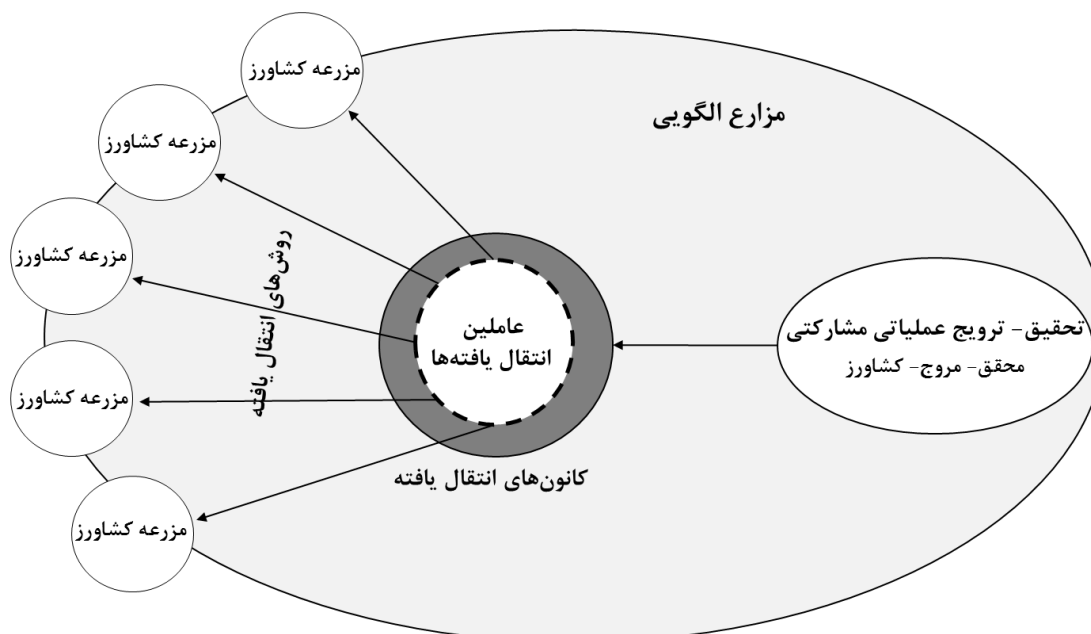 مزرعه کشاورز
مزارع الگویی
مزرعه کشاورز
مزرعه کشاورز
روش‌های انتقال یافته
عاملین
انتقال یافته‌ها
تحقیق- ترویج عملیاتی مشارکتی
محقق- مروج- کشاورز
مزرعه کشاورز
کانون‌های انتقال یافته
مزرعه کشاورز